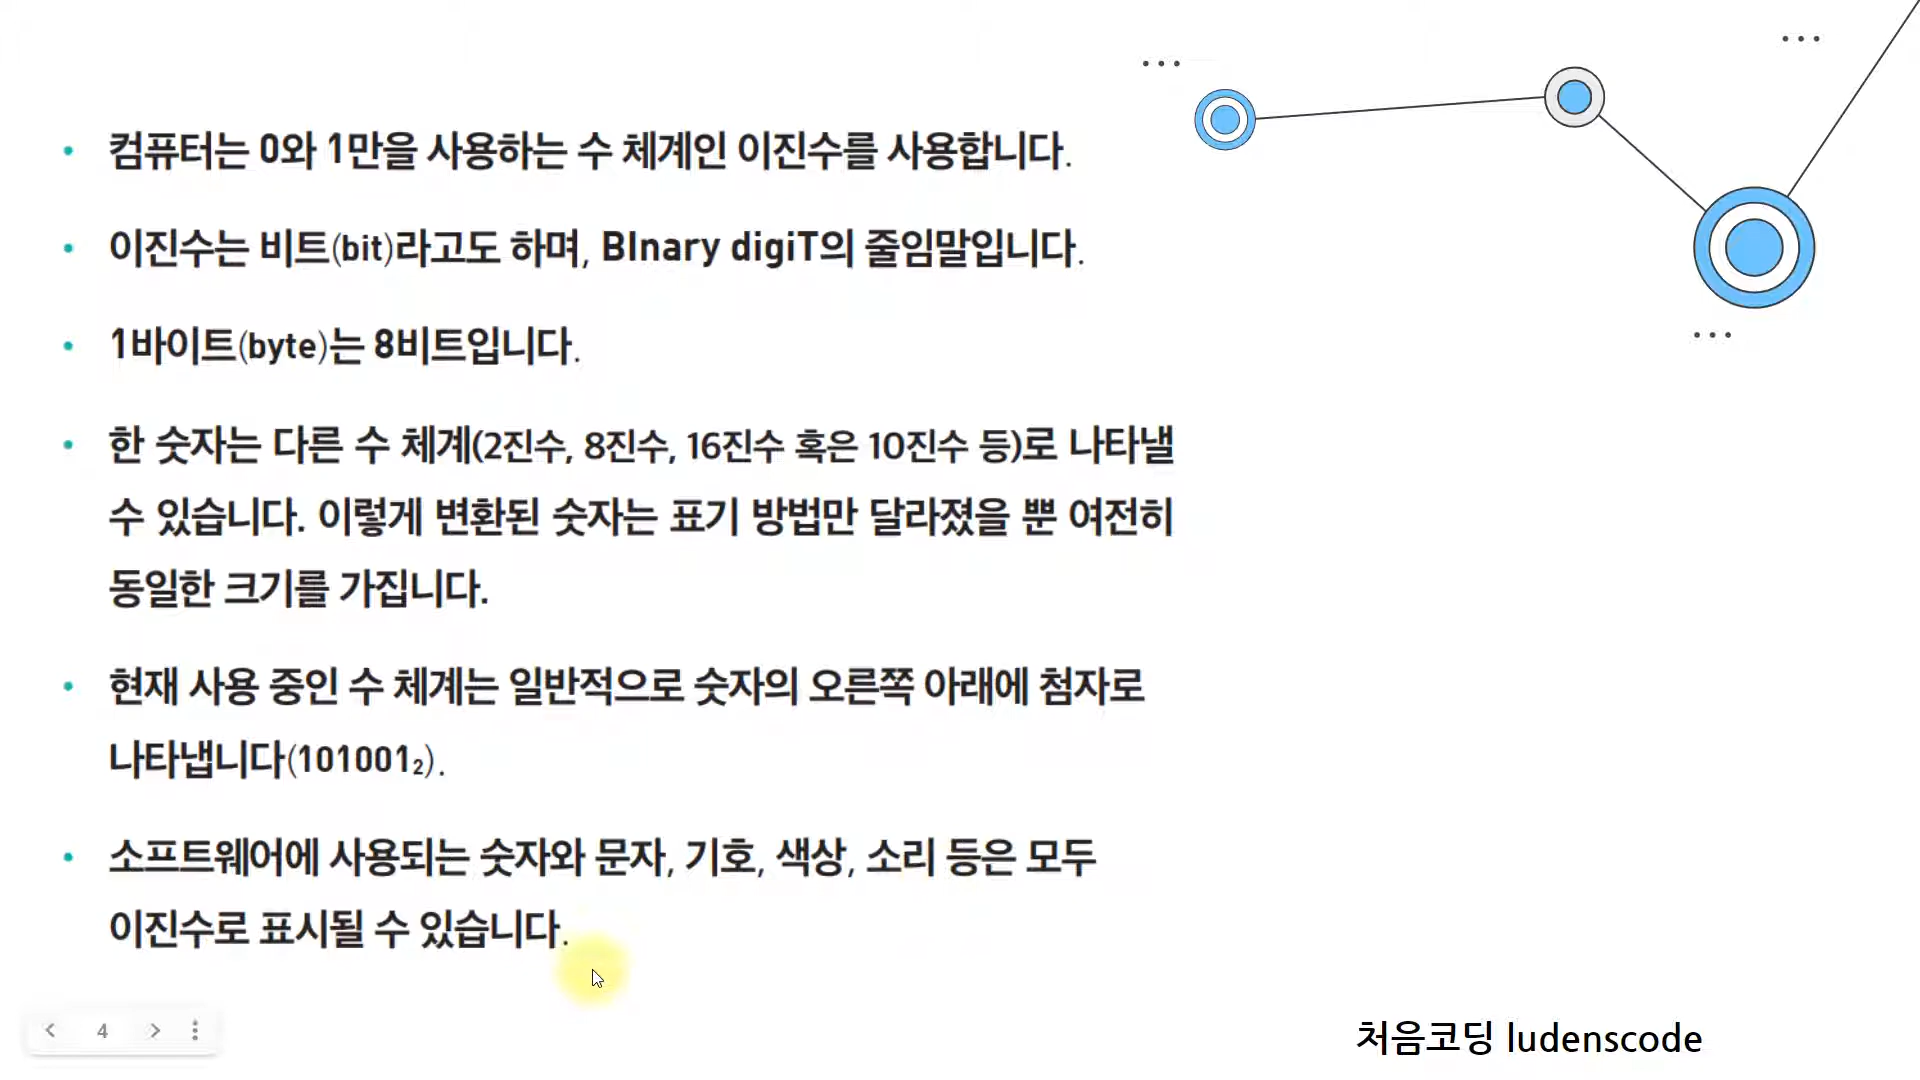 • 컴퓨터는 0와 1만을 사용하는 수 체계인 이진수를 사용합니다.
• 이진수는 비트(bit)라고도 하며, BInary digiT의 줄임말입니다.
• 1바이트(byte)는 8비트입니다.
• 한 숫자는 다른 수 체계(2진수, 8진수, 16진수 혹은 10진수 등)로 나타낼
수 있습니다. 이렇게 변환된 숫자는 표기 방법만 달라졌을 뿐 여전히
동일한 크기를 가집니다.
• 현재 사용 중인 수 체계는 일반적으로 숫자의 오른쪽 아래에 첨자로
나타냅니다(101001₂).
• 소프트웨어에 사용되는 숫자와 문자, 기호, 색상, 소리 등은 모두
이진수로 표시될 수 있습니다.
4
처음코딩 ludenscode